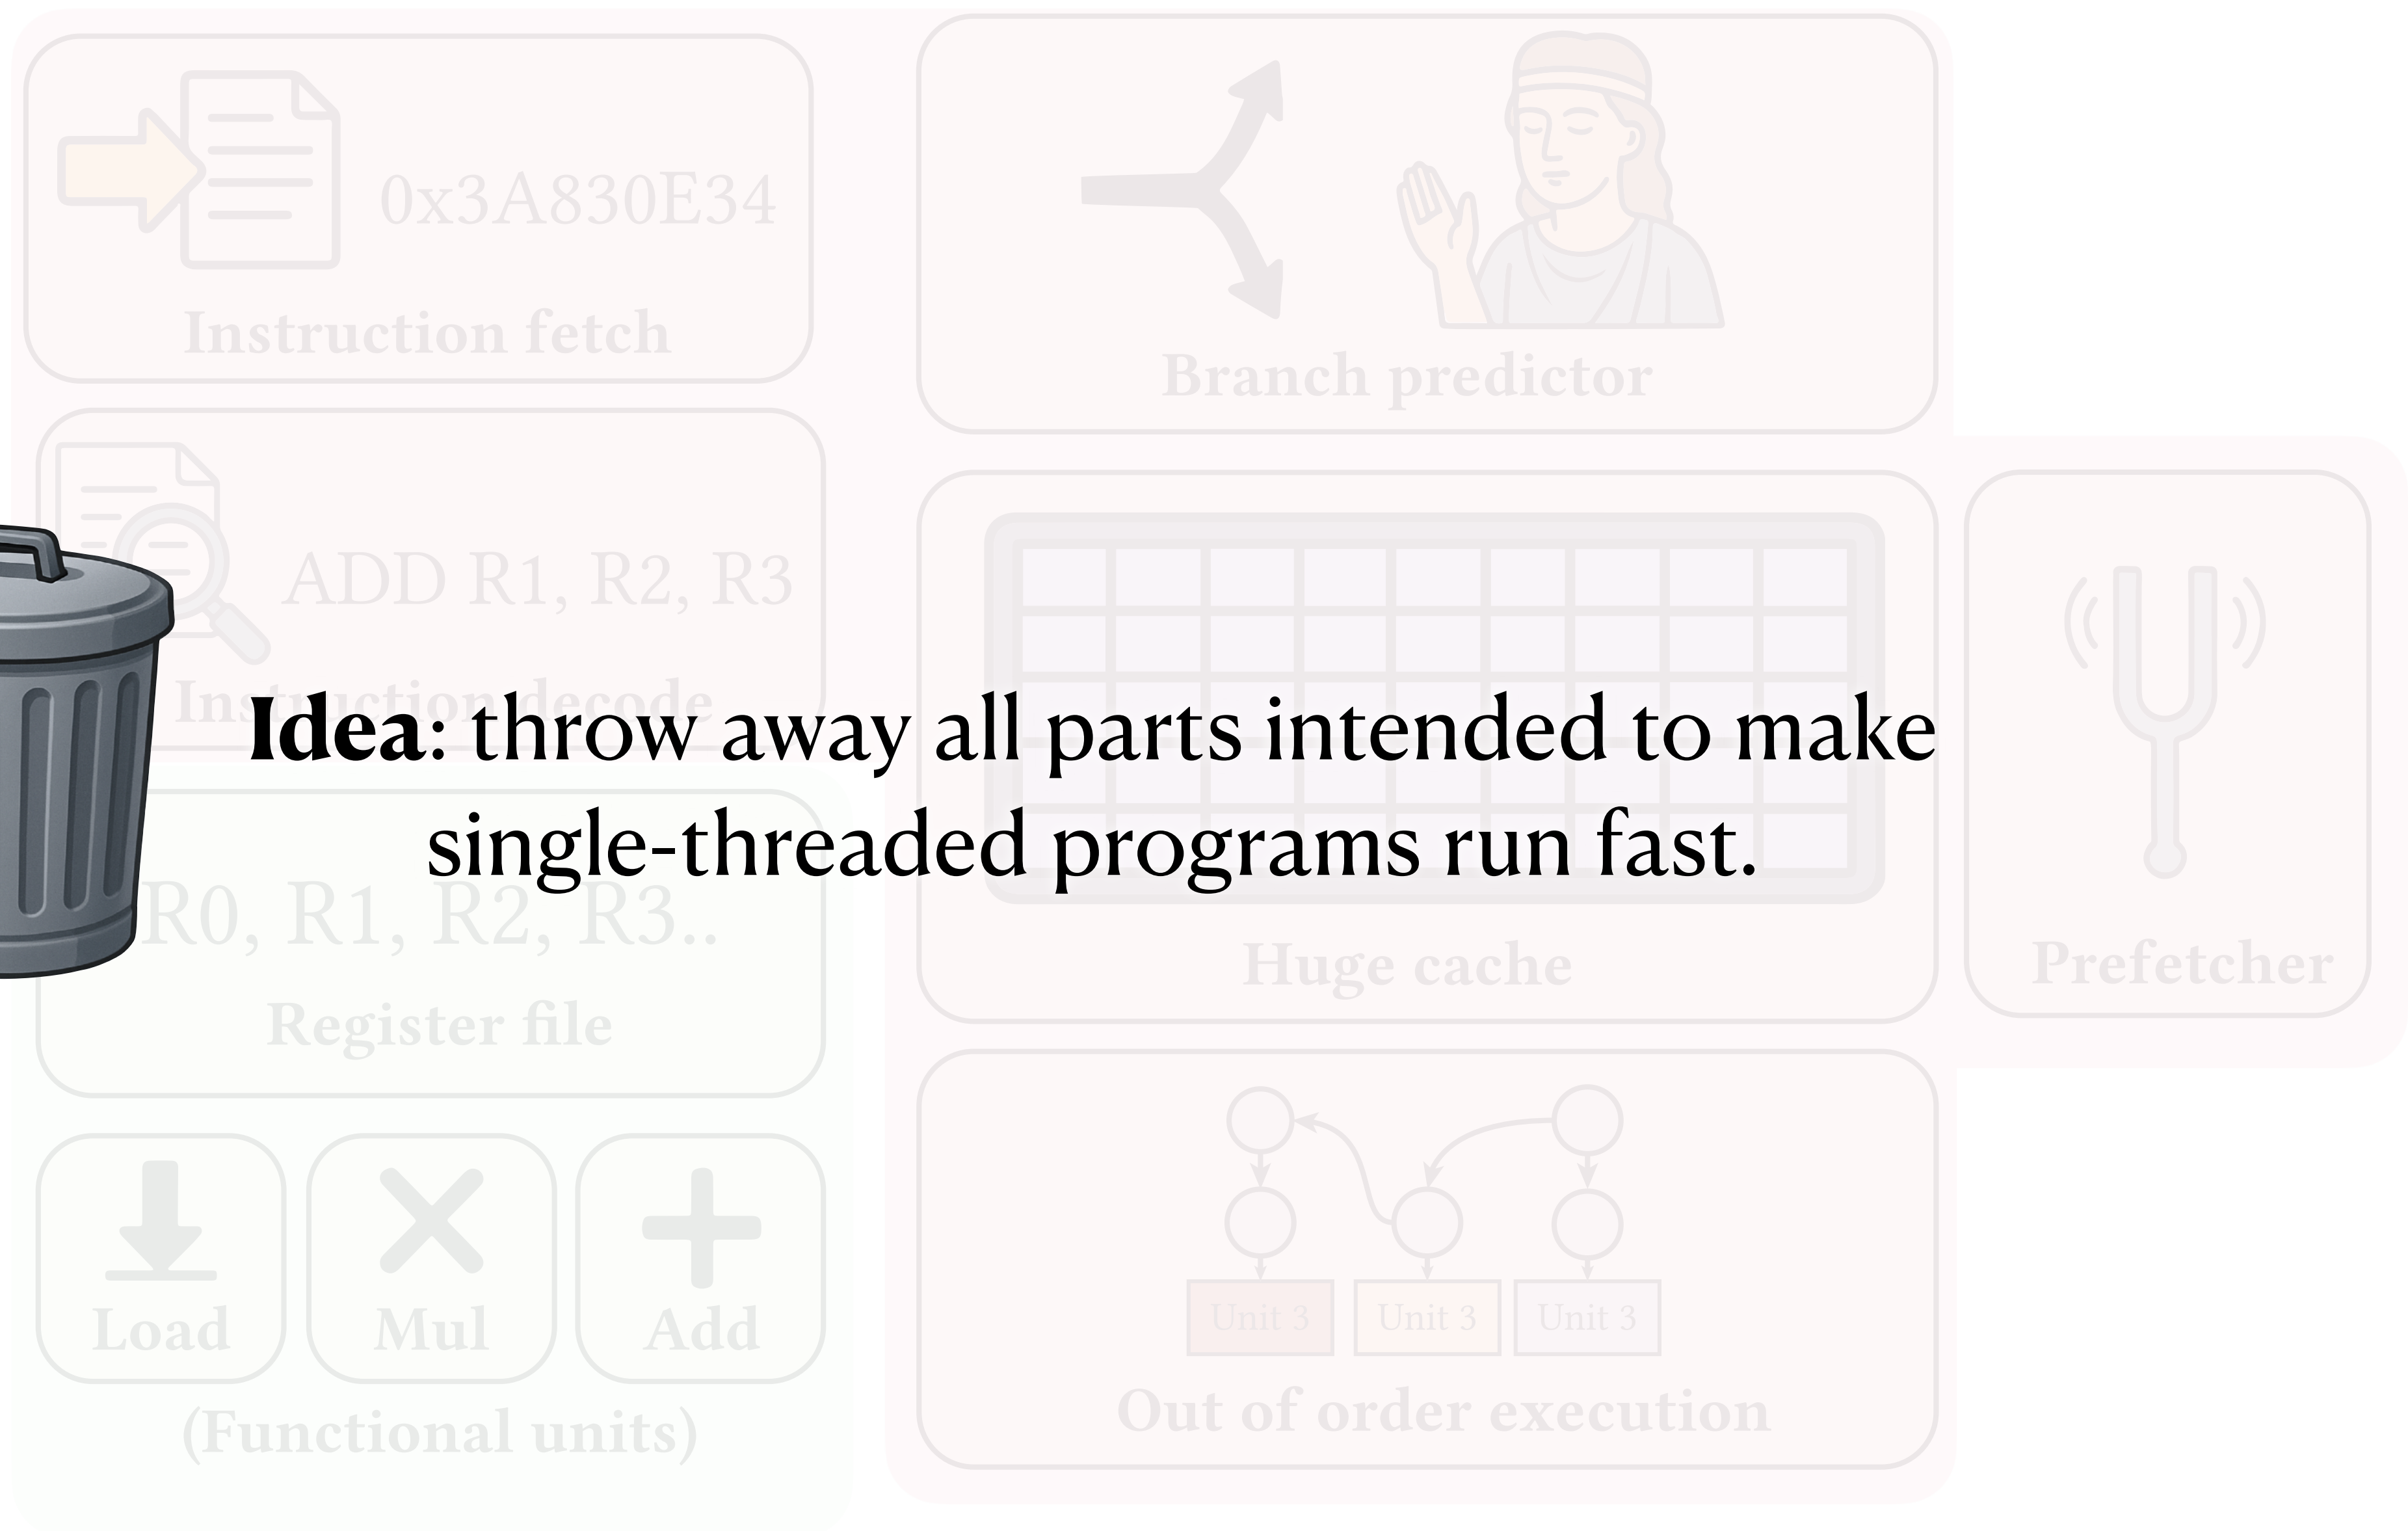 0x3A830E34
Instruction fetch
Branch predictor
ADD R1, R2, R3
Instruction decode
Idea: throw away all parts intended to make
single-threaded programs run fast.
R0, R1, R2, R3..
Register file
Huge cache
Prefetcher
Load
Mul
Add
(Functional units)
Unit 3
Unit 3
Unit 3
Out of order execution